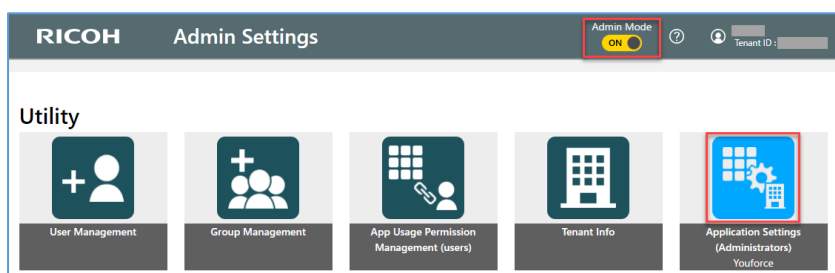 RICOH Admin Settings Admin Mode
ON
Tenant ID :
Utility
User Management
Group Management
App Usage Permission
Management (users)
Tenant Info
Application Settings
(Administrators)
Youforce